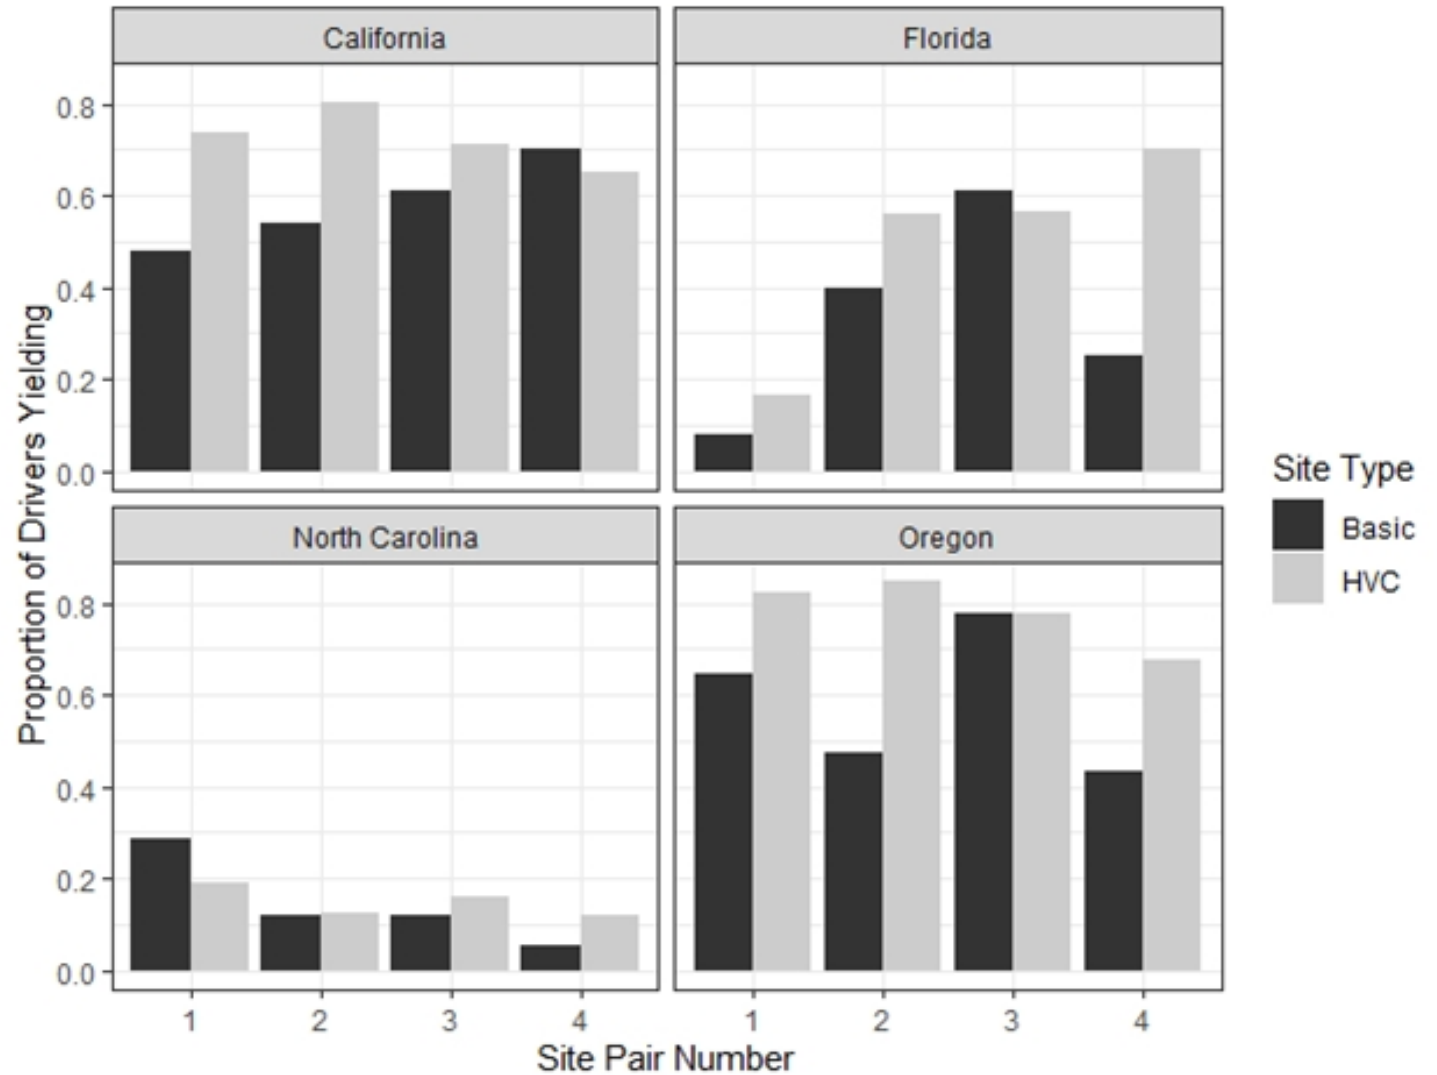 California
Florida
0.8
0.6
0.4
0.2
0.0
North Carolina
Oregon
0.8
0.6
0.4
0.2
0.0
1 2 3 4
1 2 3 4
Site Pair Number
Proportion of Drivers Yielding
Site Type
Basic
HVC